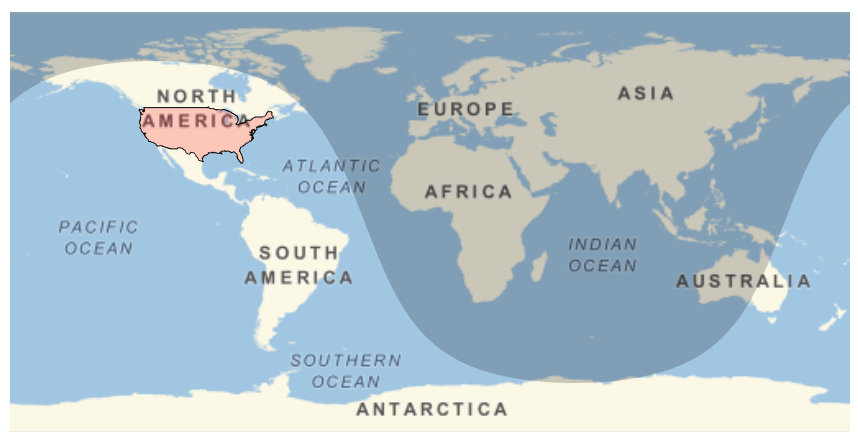 NORTH
AMERICA
EUROPE
ASIA
ATLANTIC
OCEAN
AFRICA
PACIFIC
OCEAN
SOUTH
AMERICA
INDIAN
OCEAN
AUSTRALIA
SOUTHERN
OCEAN
ANTARCTICA